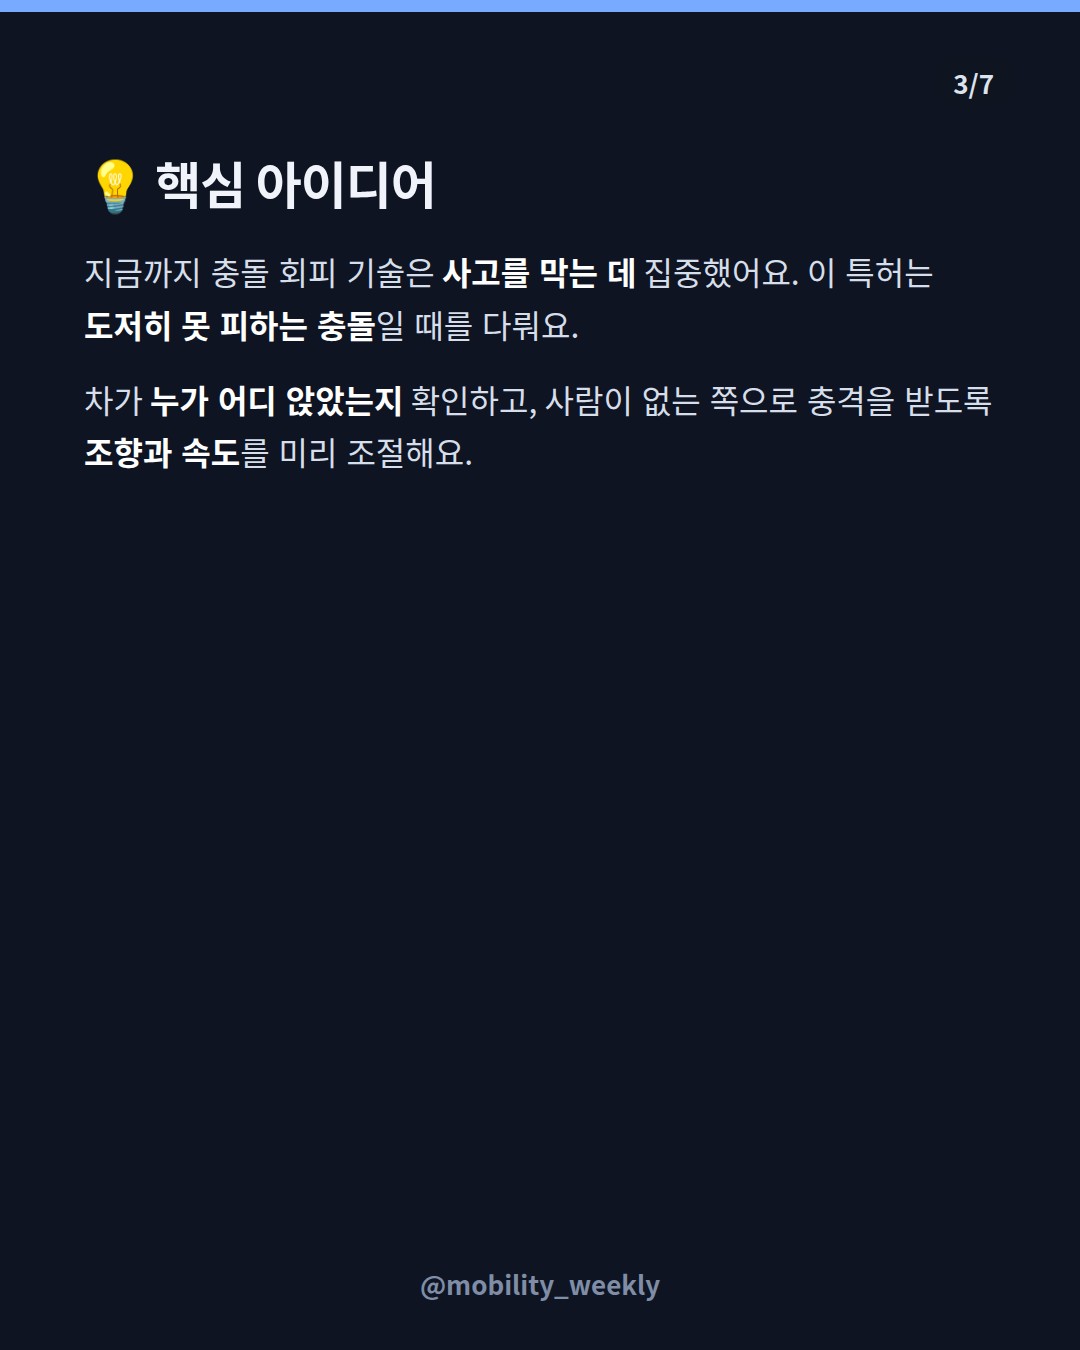 3/7
💡 핵심 아이디어
지금까지 충돌 회피 기술은 사고를 막는 데 집중했어요. 이 특허는
도저히 못 피하는 충돌일 때를 다뤄요.
차가 누가 어디 앉았는지 확인하고, 사람이 없는 쪽으로 충격을 받도록
조향과 속도를 미리 조절해요.
@mobility_weekly